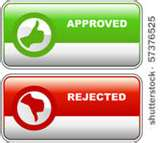 APPROVED
REJECTED
shutterstock · 57376525